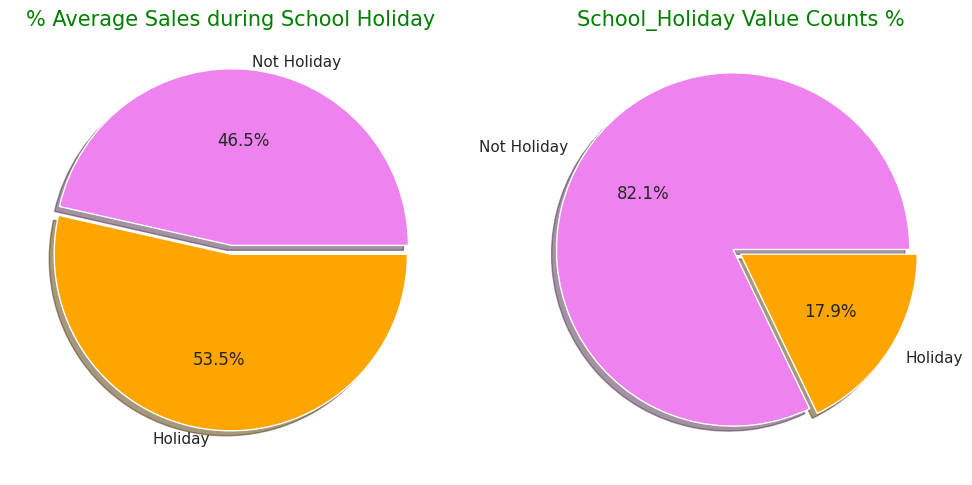 % Average Sales during School Holiday
Not Holiday
46.5%
53.5%
Holiday
School_Holiday Value Counts %
Not Holiday
82.1%
17.9%
Holiday